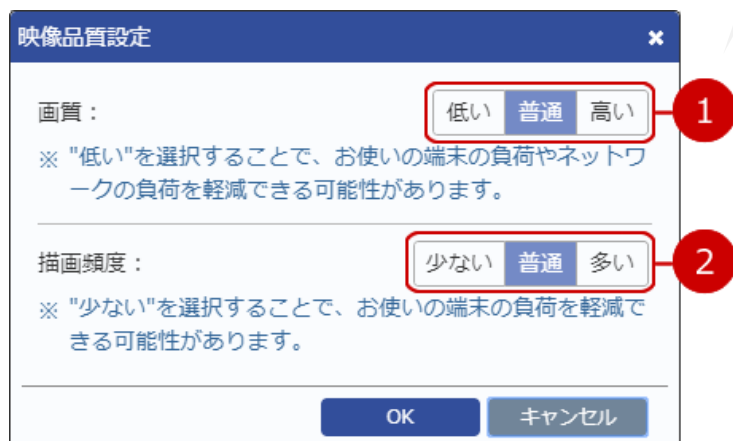 映像品質設定 ×
画質： 低い 普通 高い 1
※ "低い"を選択することで、お使いの端末の負荷やネットワ
ークの負荷を軽減できる可能性があります。
描画頻度： 少ない 普通 多い 2
※ "少ない"を選択することで、お使いの端末の負荷を軽減で
きる可能性があります。
OK キャンセル